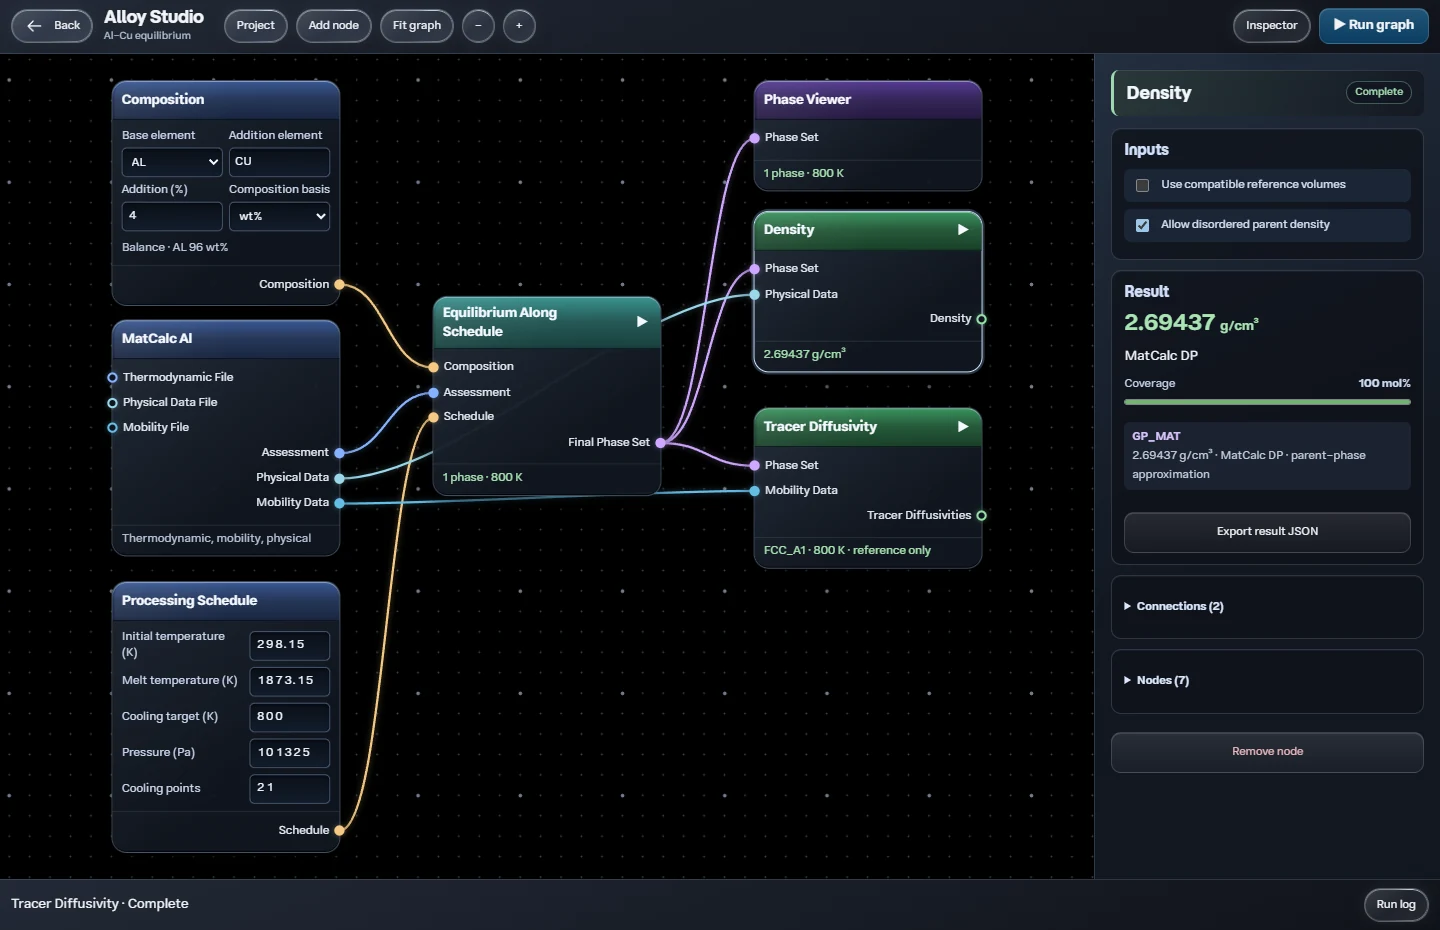 Back
Alloy Studio
Al–Cu equilibrium
Project
Add node
Fit graph
−
+
Inspector
▶ Run graph
Composition
Base element
Addition element
AL
CU
Addition (%)
Composition basis
4
wt%
Balance · AL 96 wt%
Composition
MatCalc Al
Thermodynamic File
Physical Data File
Mobility File
Assessment
Physical Data
Mobility Data
Thermodynamic, mobility, physical
Processing Schedule
Initial temperature
(K)
298.15
Melt temperature (K)
1873.15
Cooling target (K)
800
Pressure (Pa)
101325
Cooling points
21
Schedule
Equilibrium Along
Schedule
Composition
Assessment
Schedule
Final Phase Set
1 phase · 800 K
Phase Viewer
Phase Set
1 phase · 800 K
Density
Phase Set
Physical Data
Density
2.69437 g/cm³
Tracer Diffusivity
Phase Set
Mobility Data
Tracer Diffusivities
FCC_A1 · 800 K · reference only
Density
Complete
Inputs
Use compatible reference volumes
Allow disordered parent density
Result
2.69437 g/cm³
MatCalc DP
Coverage
100 mol%
GP_MAT
2.69437 g/cm³ · MatCalc DP · parent-phase
approximation
Export result JSON
Connections (2)
Nodes (7)
Remove node
Tracer Diffusivity · Complete
Run log